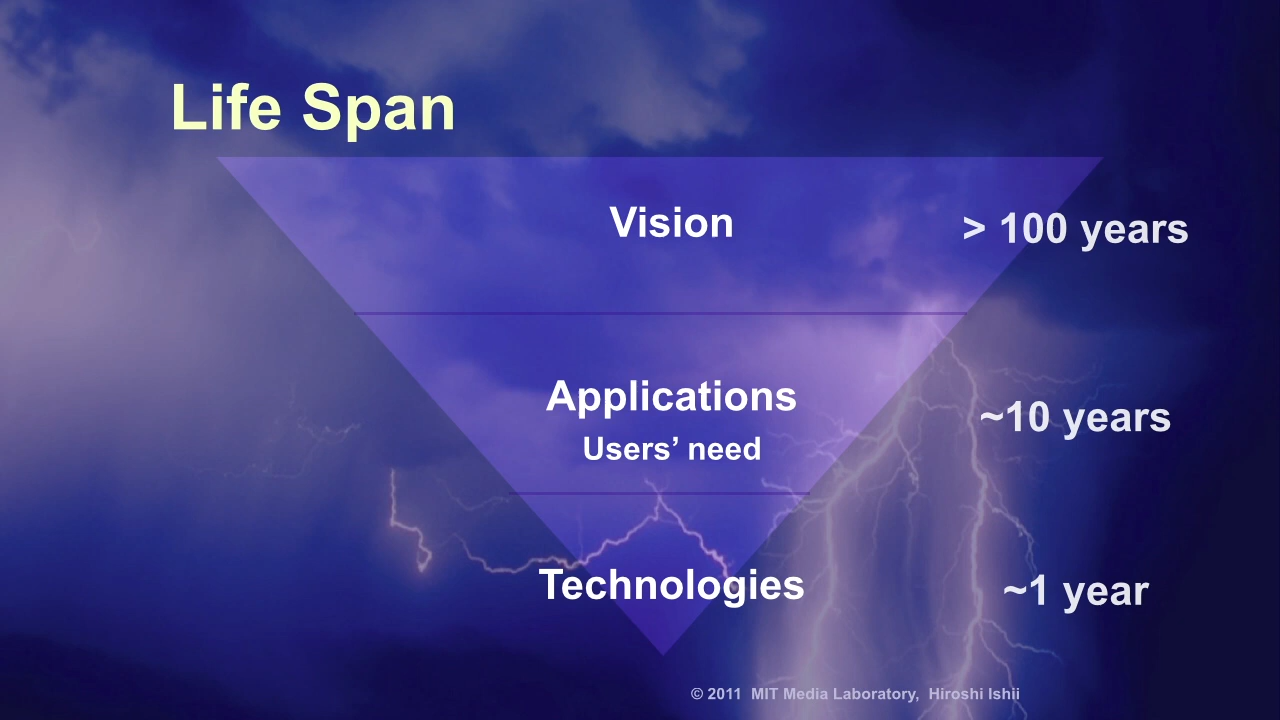 Life Span
Vision
> 100 years
Applications
Users’ need
~10 years
Technologies
~1 year
© 2011 MIT Media Laboratory, Hiroshi Ishii